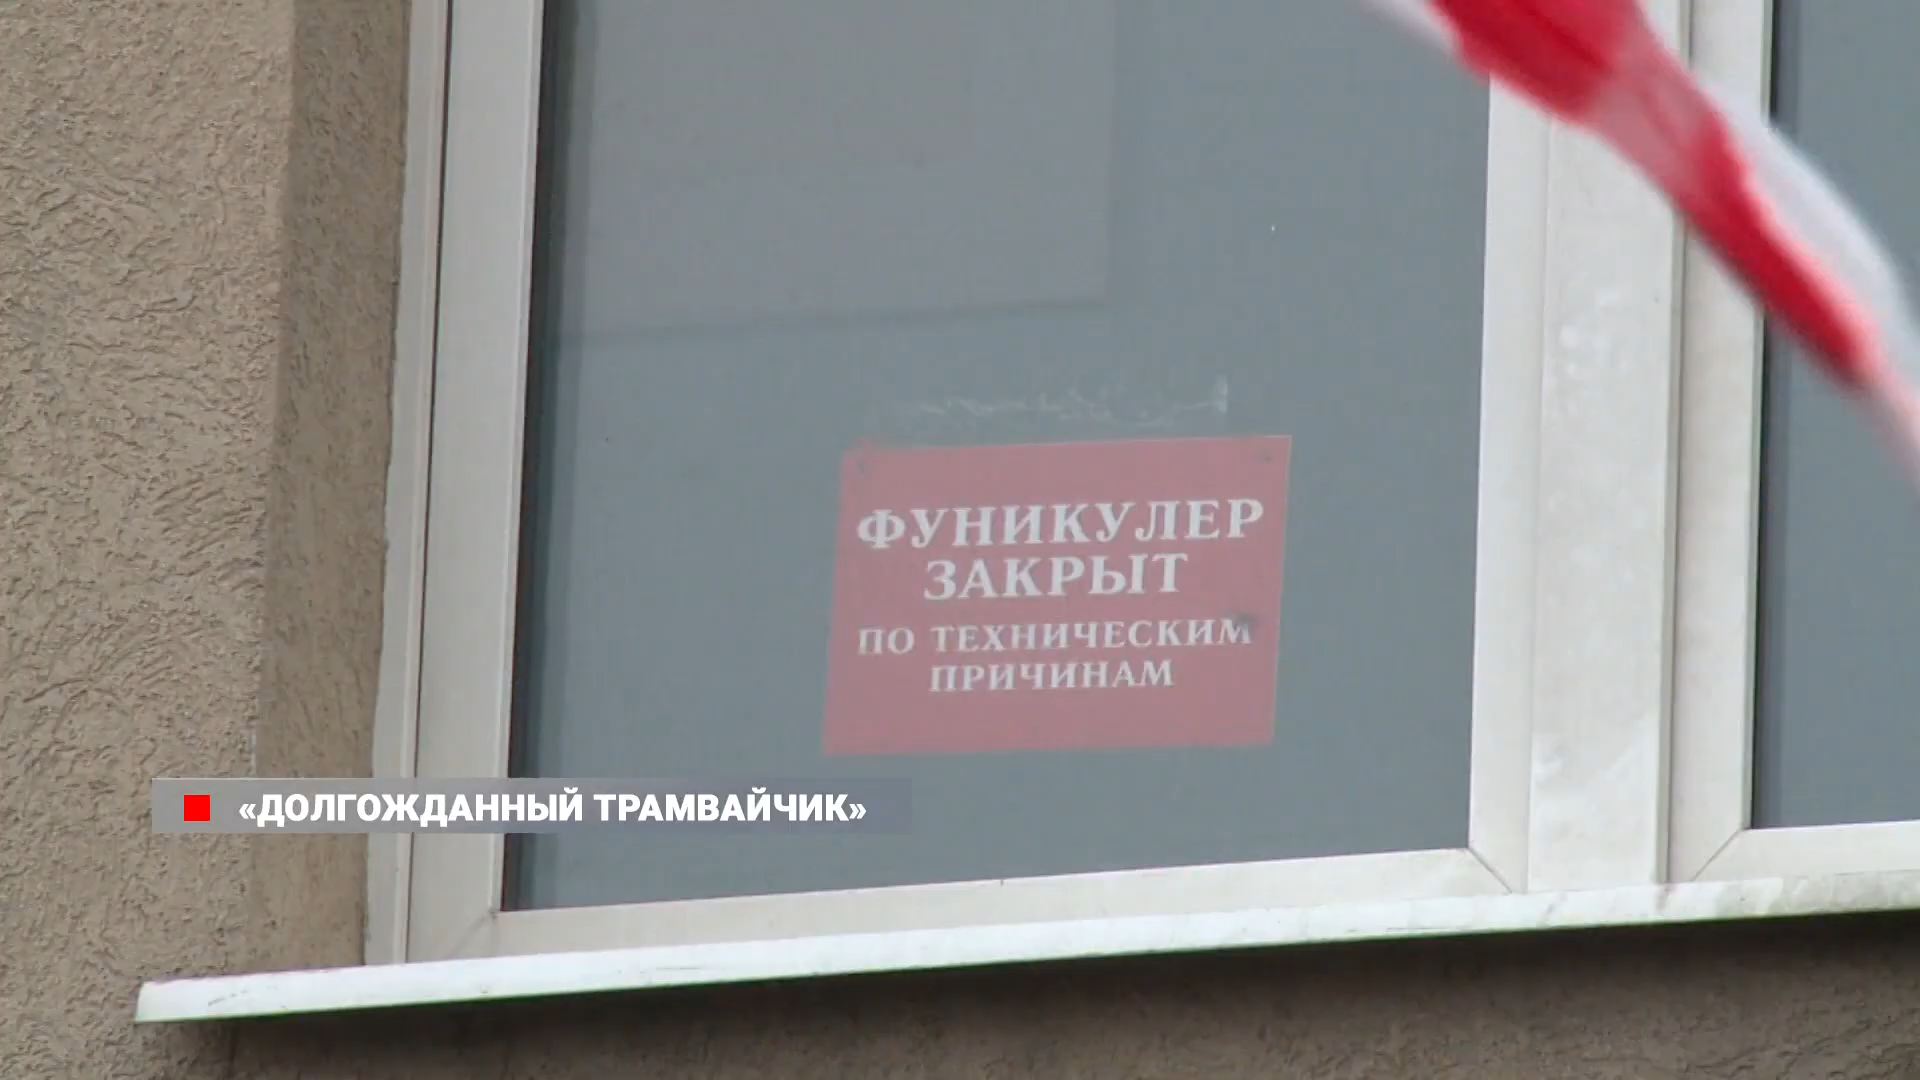 ФУНИКУЛЕР
ЗАКРЫТ
ПО ТЕХНИЧЕСКИМ
ПРИЧИНАМ
«ДОЛГОЖДАННЫЙ ТРАМВАЙЧИК»